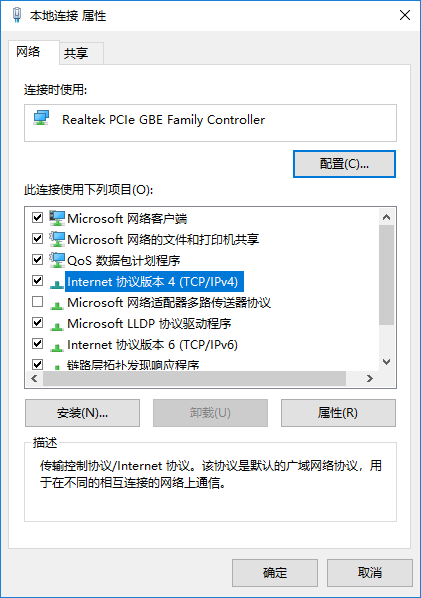 本地连接 属性
网络
共享
连接时使用:
Realtek PCIe GBE Family Controller
配置(C)...
此连接使用下列项目(O):
Microsoft 网络客户端
Microsoft 网络的文件和打印机共享
QoS 数据包计划程序
Internet 协议版本 4 (TCP/IPv4)
Microsoft 网络适配器多路传送器协议
Microsoft LLDP 协议驱动程序
Internet 协议版本 6 (TCP/IPv6)
链路层拓扑发现响应程序
安装(N)...
卸载(U)
属性(R)
描述
传输控制协议/Internet 协议。该协议是默认的广域网络协议，用
于在不同的相互连接的网络上通信。
确定
取消